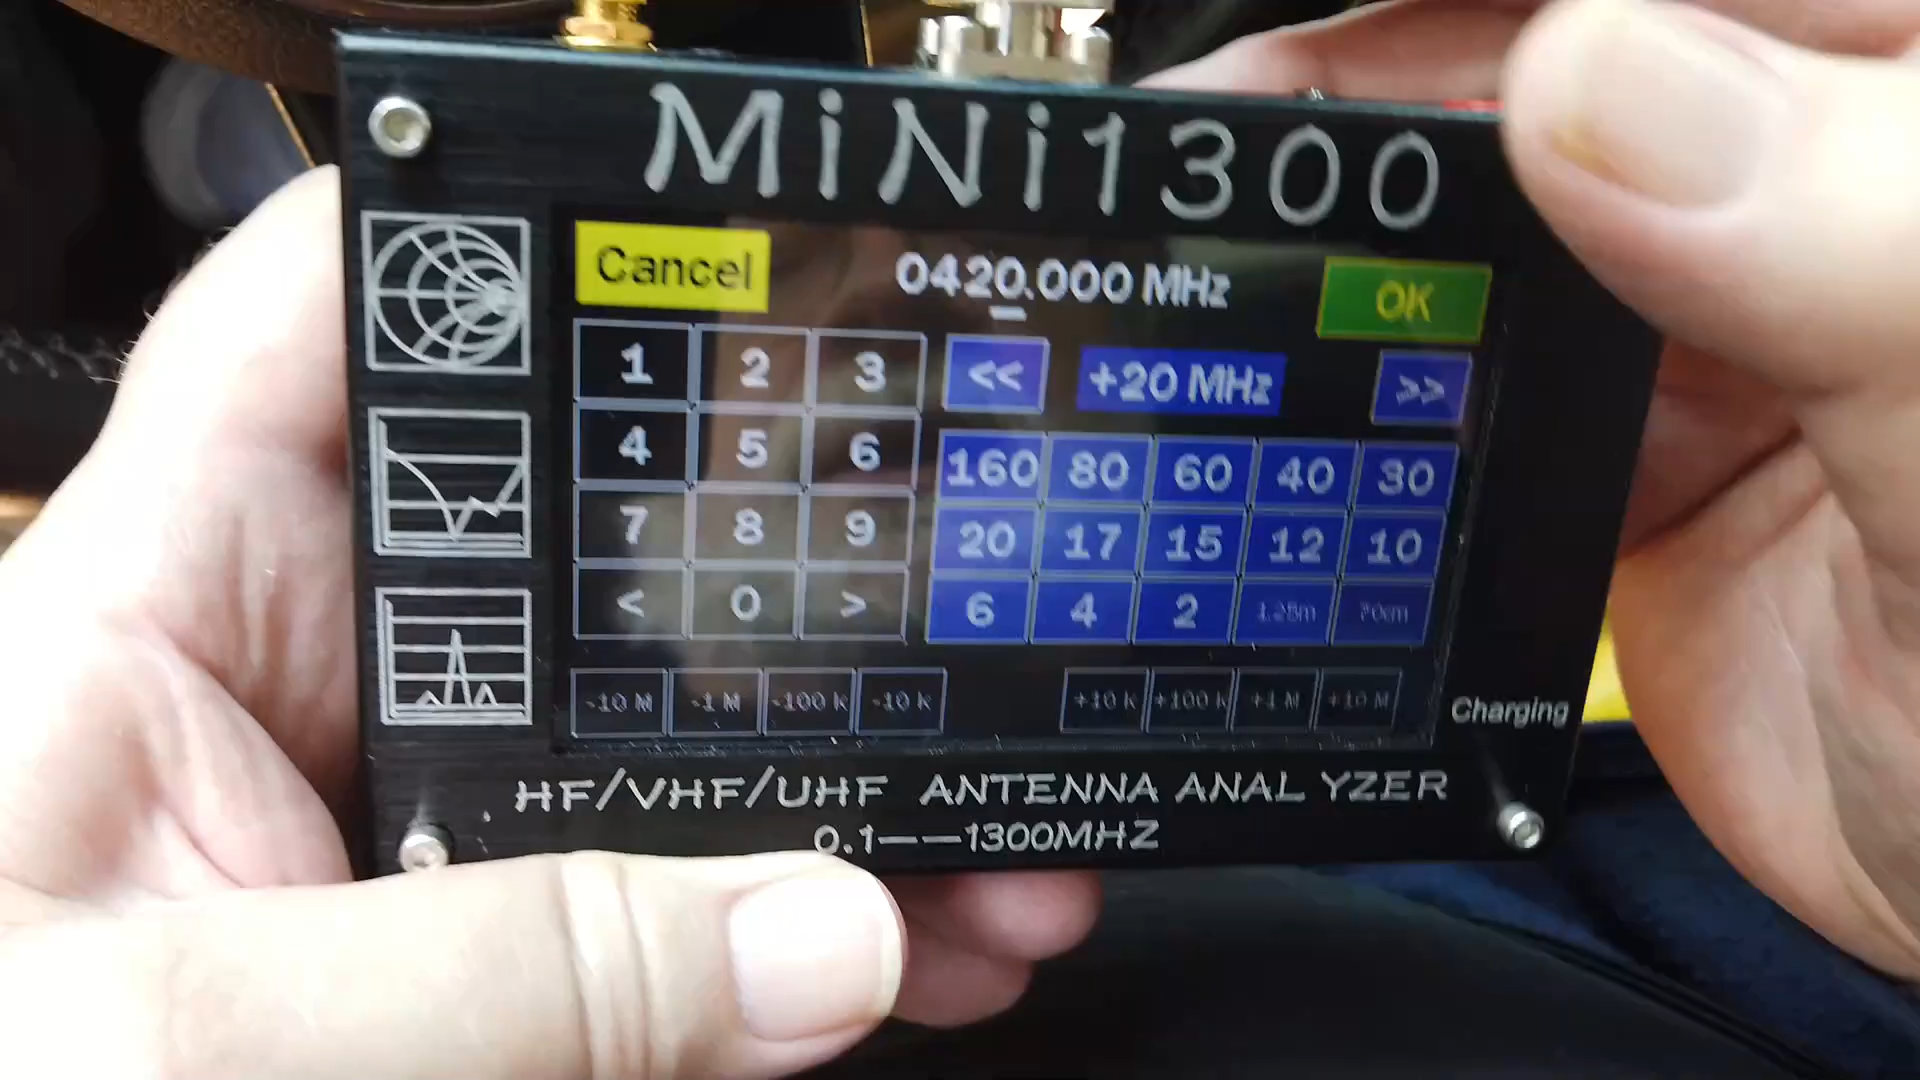 MiNi1300
Cancel 0420.000 MHz OK
1 2 3 << +20 MHz >>
4 5 6 160 80 60 40 30
7 8 9 20 17 15 12 10
< 0 > 6 4 2 1.25m 70cm
-10 M -1 M -100 k -10 k +10 k +100 k +1 M +10 M
Charging
HF/VHF/UHF ANTENNA ANALYZER
0.1——1300MHZ